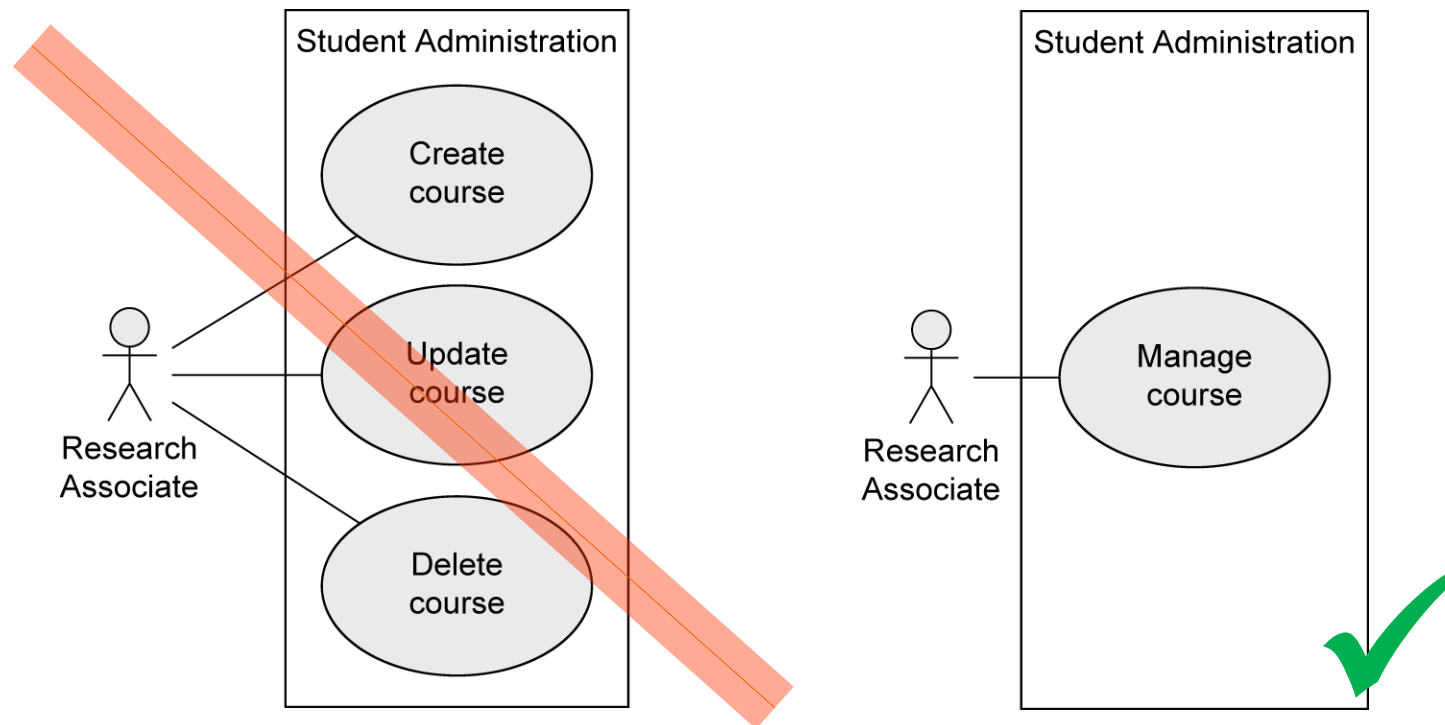 Student Administration
Create
course
Update
course
Delete
course
Research
Associate
Student Administration
Manage
course
Research
Associate